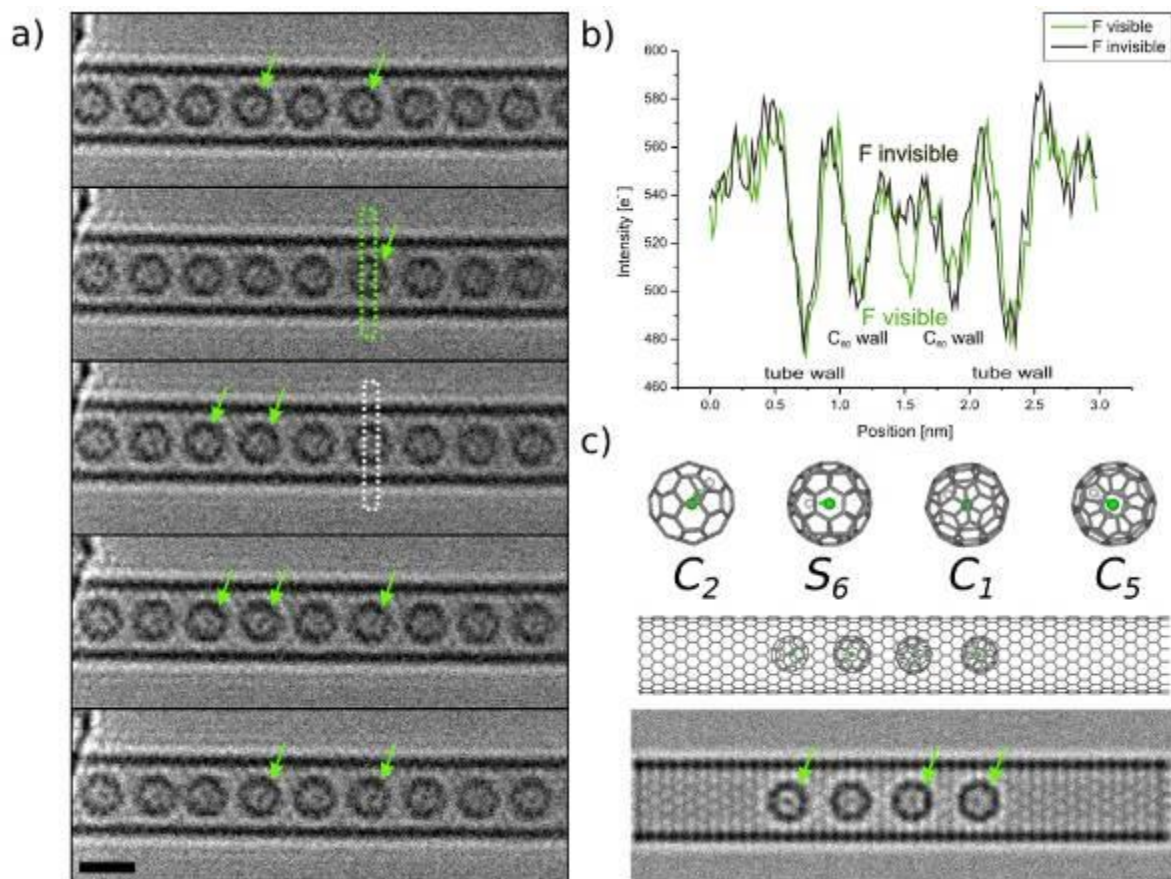 a)
b)
F visible
F invisible
600
580
560
540
520
500
480
460
Intensity [e⁻]
F invisible
F visible
C₆₀ wall
C₆₀ wall
tube wall
tube wall
0.0 0.5 1.0 1.5 2.0 2.5 3.0
Position [nm]
c)
C₂ S₆ C₁ C₅